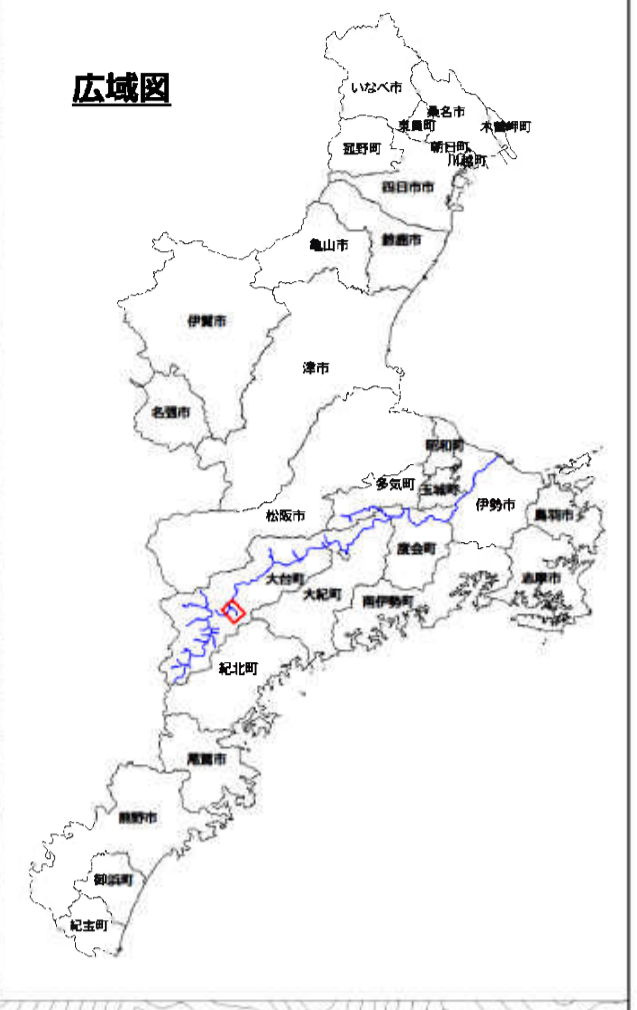 広域図
いなべ市
桑名市
東員町
木曽岬町
菰野町
朝日町
川越町
四日市市
亀山市
鈴鹿市
伊賀市
津市
名張市
明和町
多気町
玉城町
伊勢市
松阪市
鳥羽市
度会町
大台町
志摩市
大紀町
南伊勢町
紀北町
尾鷲市
熊野市
御浜町
紀宝町